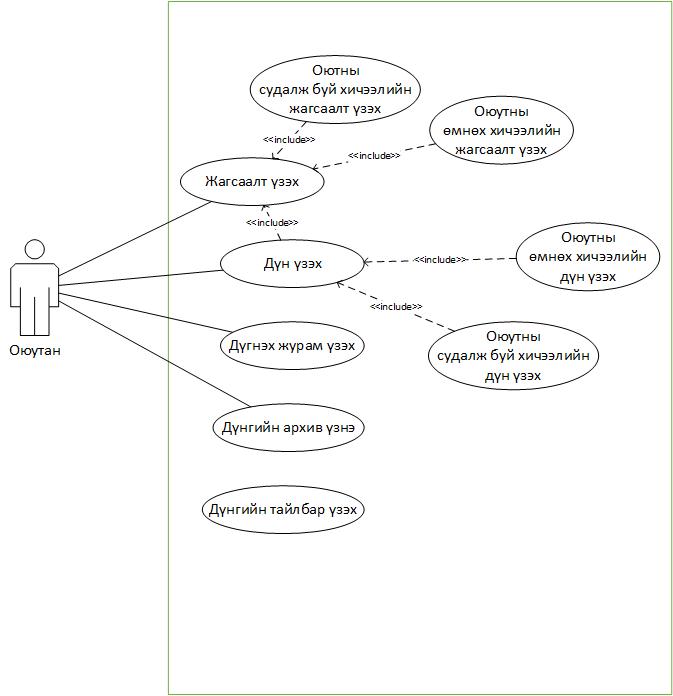 Оютны
судалж буй хичээлийн
жагсаалт үзэх
Оюутны
өмнөх хичээлийн
жагсаалт үзэх
<<include>>
<<include>>
Жагсаалт үзэх
<<include>>
Дүн үзэх
<<include>>
Оюутны
өмнөх хичээлийн
дүн үзэх
<<include>>
Оюутны
судалж буй хичээлийн
дүн үзэх
Оюутан
Дүгнэх журам үзэх
Дүнгийн архив үзнэ
Дүнгийн тайлбар үзэх